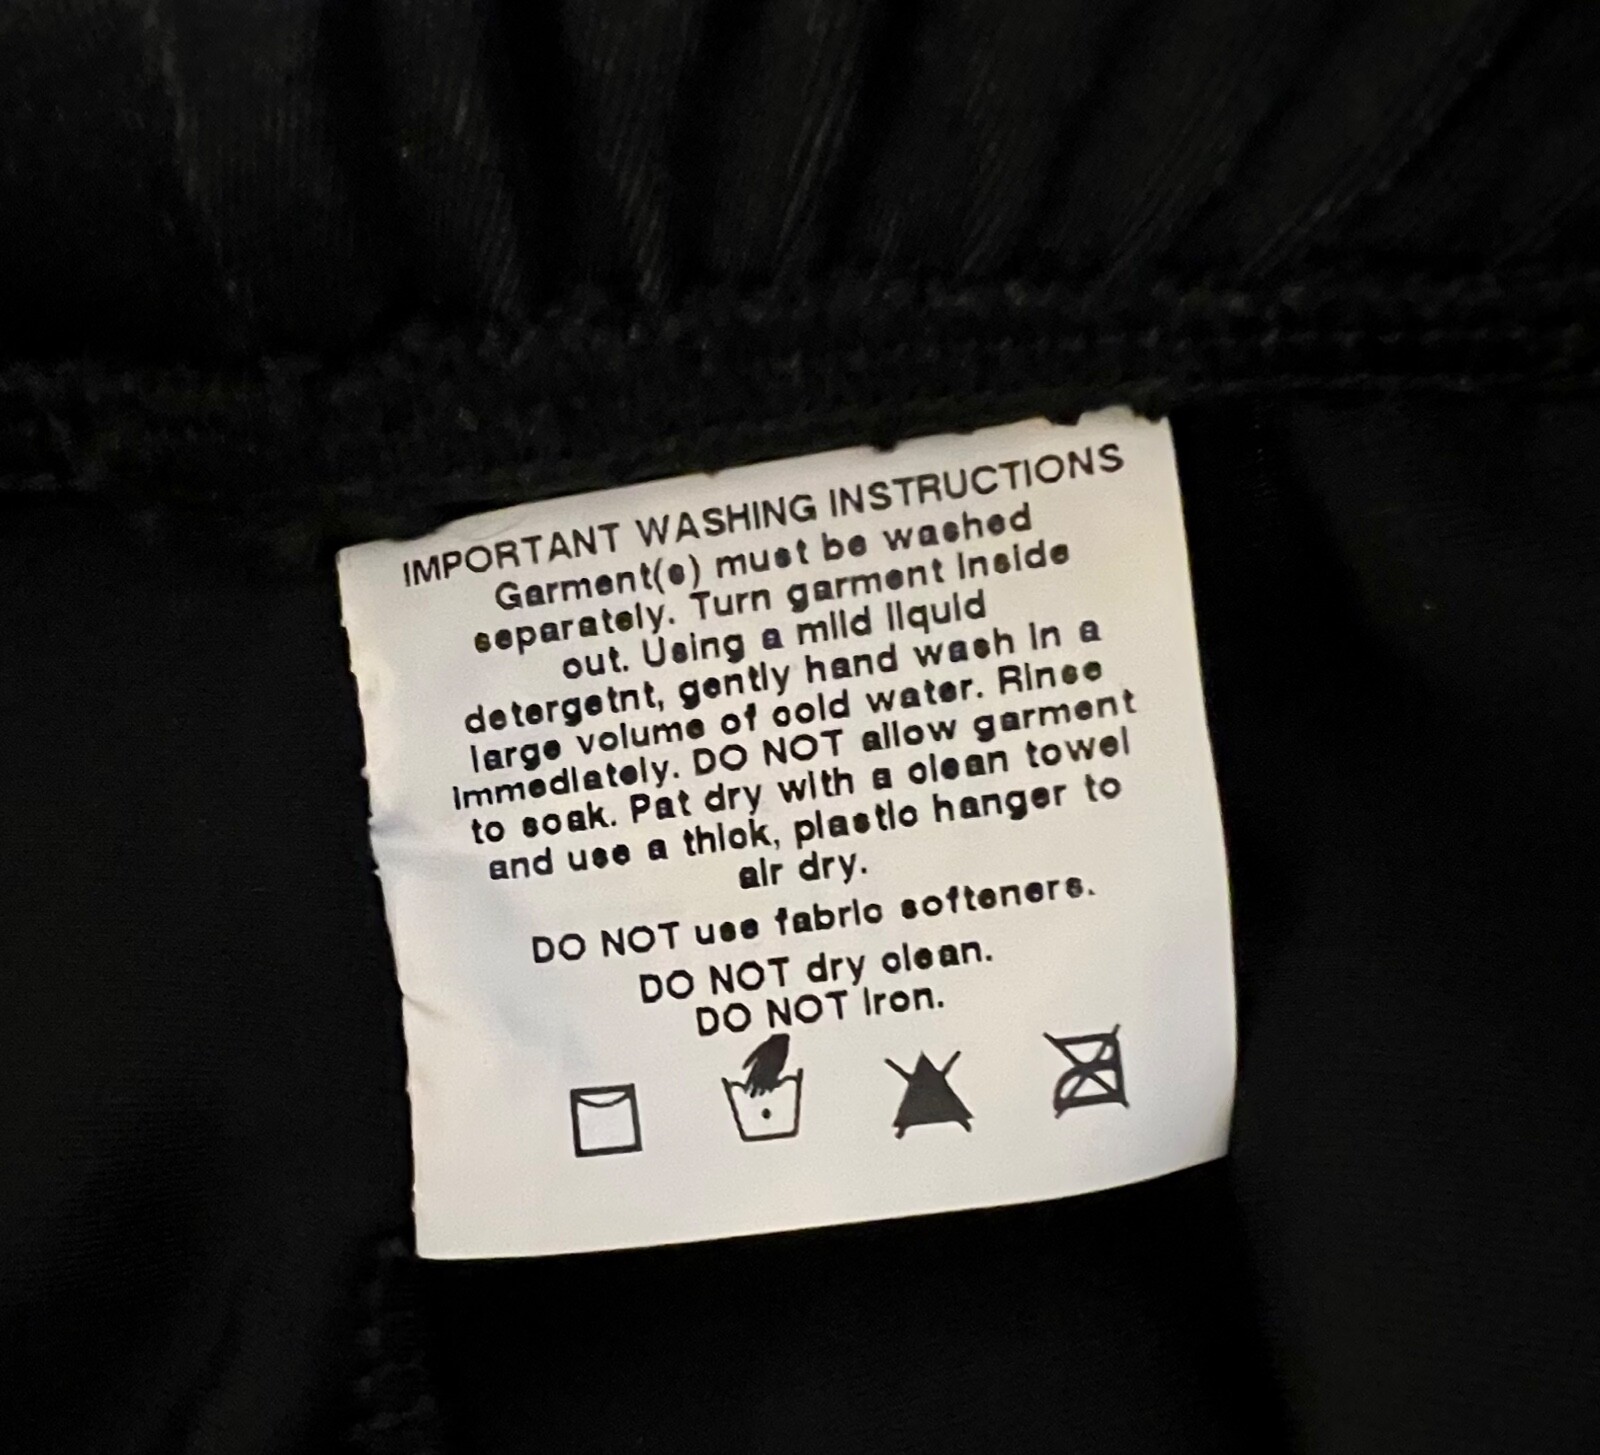 IMPORTANT WASHING INSTRUCTIONS
Garment(s) must be washed
separately. Turn garment inside
out. Using a mild liquid
detergetnt, gently hand wash in a
large volume of cold water. Rinse
immediately. DO NOT allow garment
to soak. Pat dry with a clean towel
and use a thick, plastic hanger to
air dry.
DO NOT use fabric softeners.
DO NOT dry clean.
DO NOT iron.